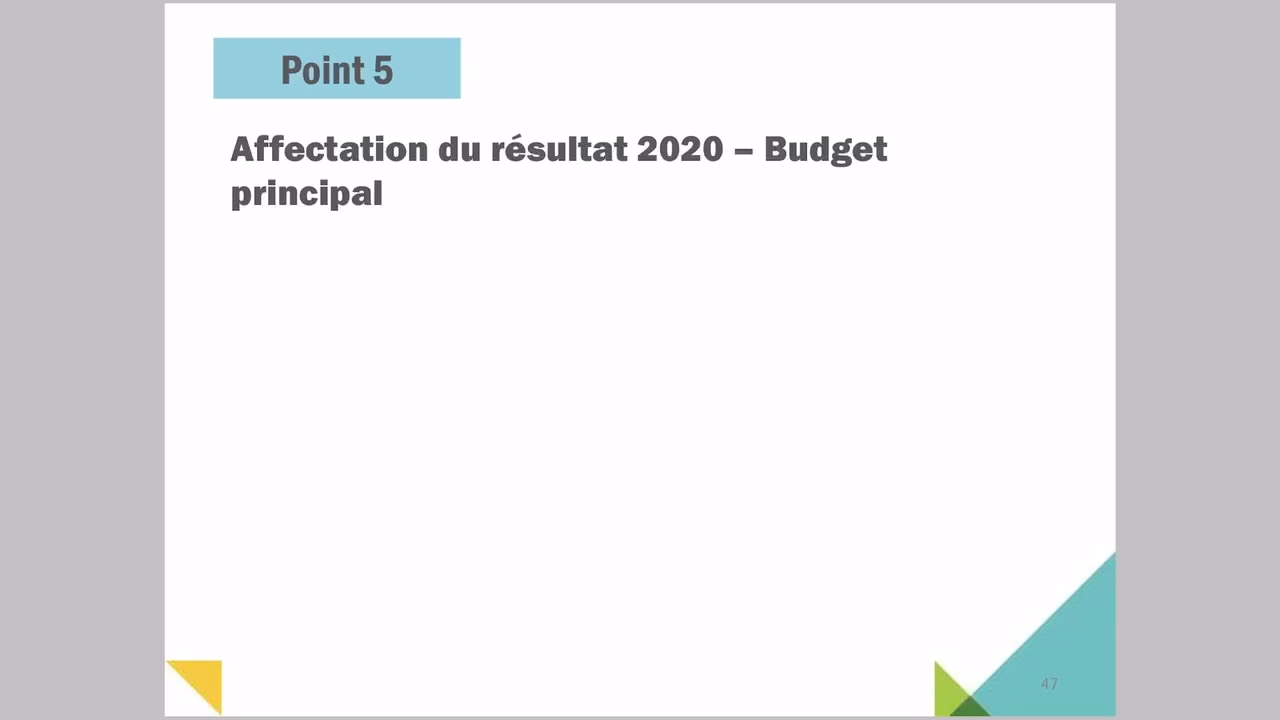 Point 5
Affectation du résultat 2020 – Budget
principal
47